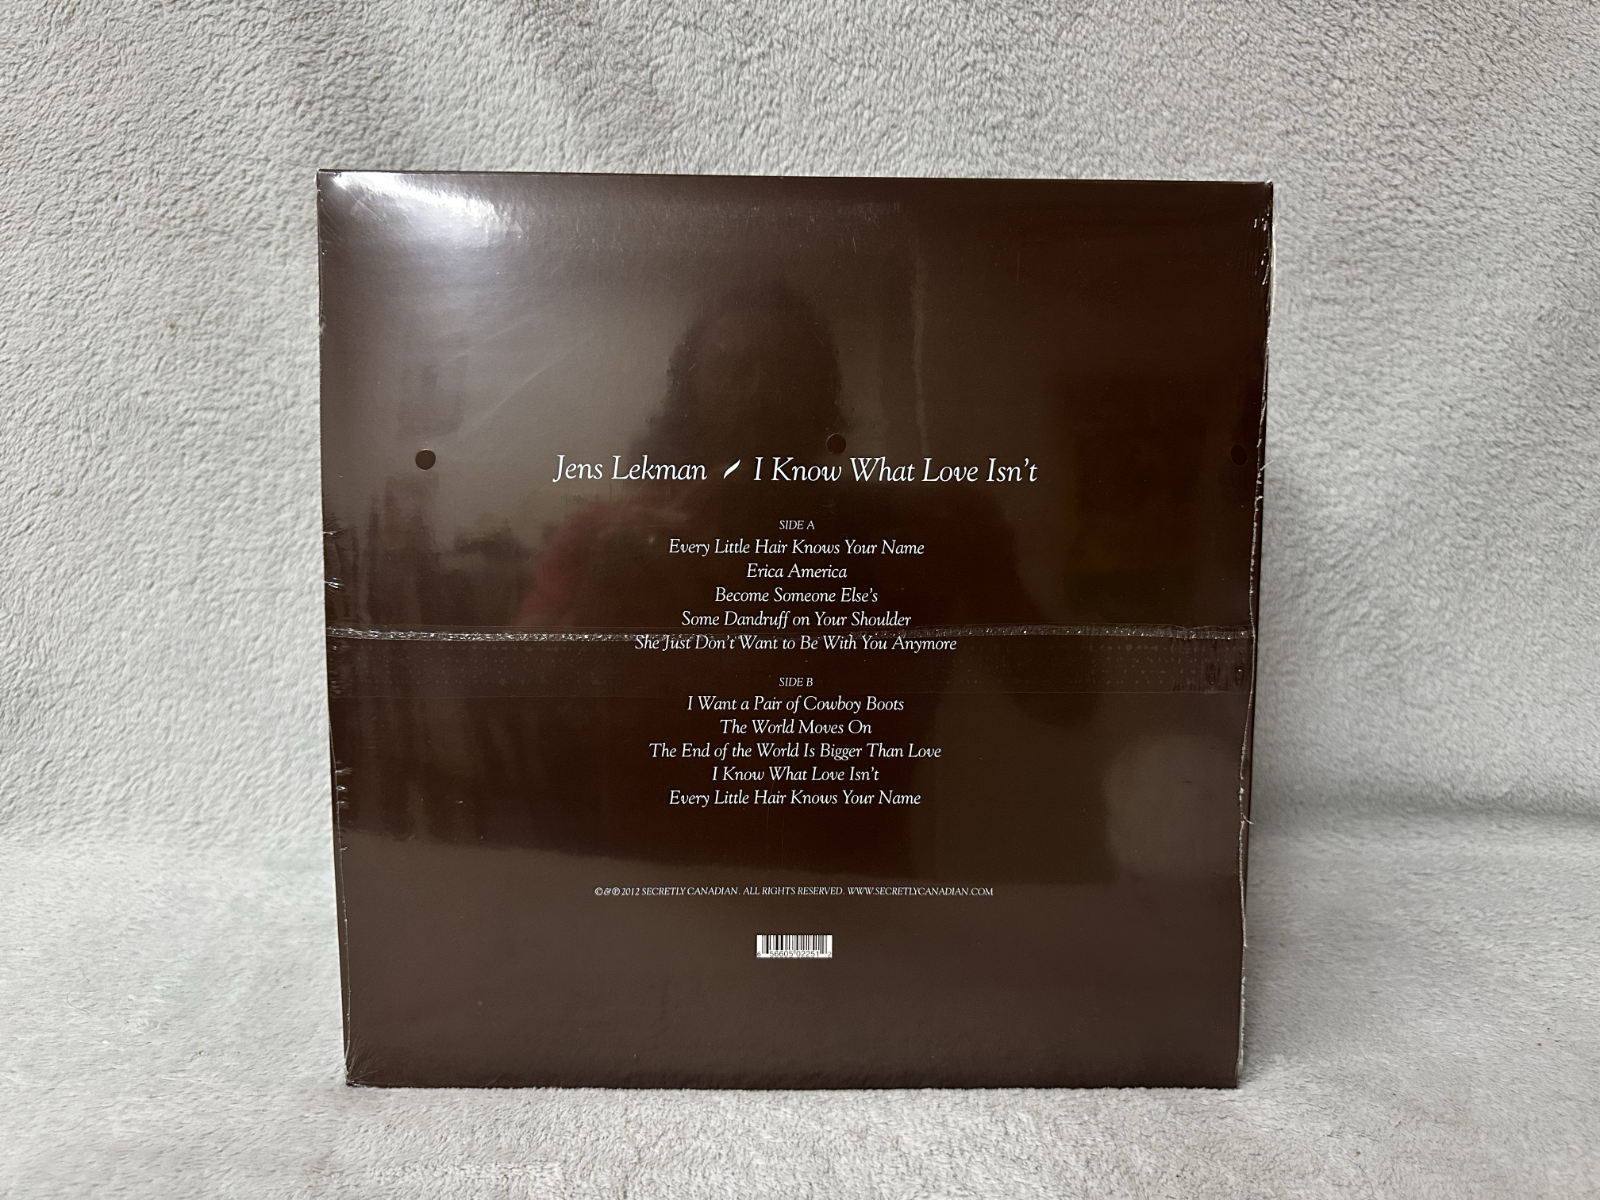 Jens Lekman / I Know What Love Isn't
SIDE A
Every Little Hair Knows Your Name
Erica America
Become Someone Else's
Some Dandruff on Your Shoulder
She Just Don't Want to Be With You Anymore
SIDE B
I Want a Pair of Cowboy Boots
The World Moves On
The End of the World Is Bigger Than Love
I Know What Love Isn't
Every Little Hair Knows Your Name
©&℗ 2012 SECRETLY CANADIAN. ALL RIGHTS RESERVED. WWW.SECRETLYCANADIAN.COM
56605 02251